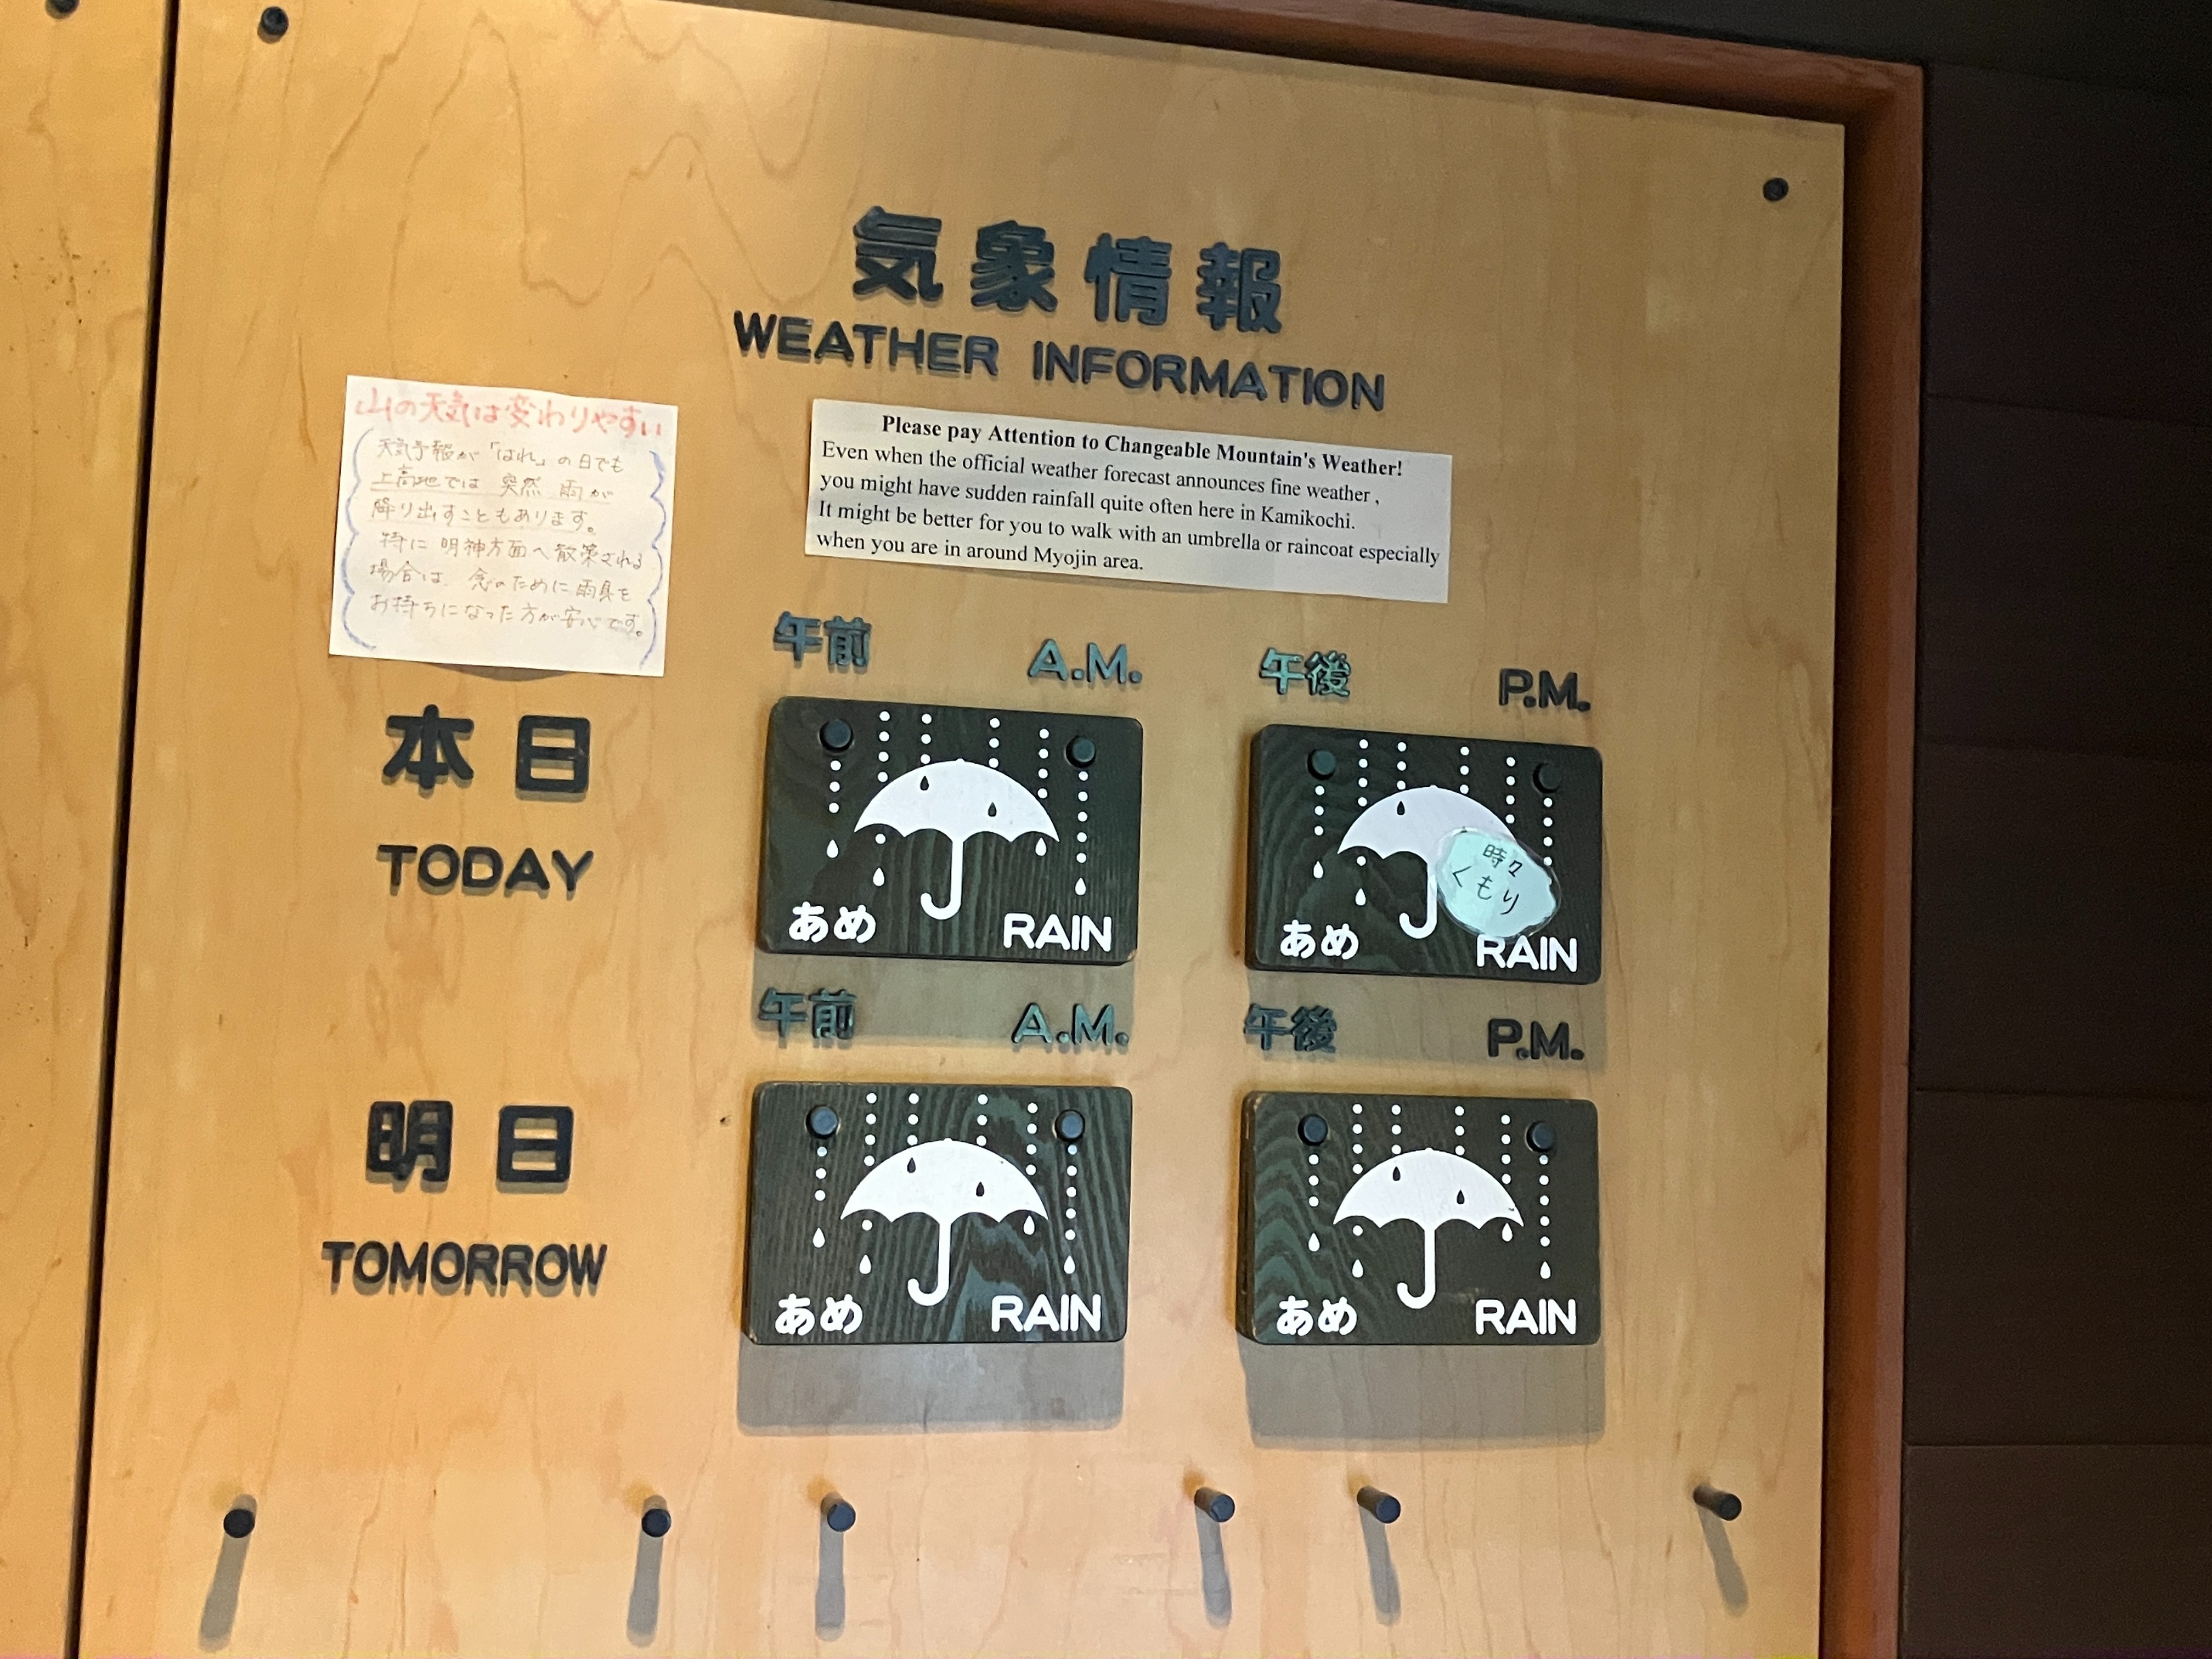 気象情報
WEATHER INFORMATION
山の天気は変わりやすい
天気予報が「はれ」の日でも
上高地では 突然 雨が
降り出すこともあります。
特に 明神方面へ散策される
場合は、念のために雨具を
お持ちになった方が安心です。
Please pay Attention to Changeable Mountain's Weather!
Even when the official weather forecast announces fine weather ,
you might have sudden rainfall quite often here in Kamikochi.
It might be better for you to walk with an umbrella or raincoat especially
when you are in around Myojin area.
午前 A.M. 午後 P.M.
本日
TODAY
あめ RAIN
時々
くもり
あめ RAIN
午前 A.M. 午後 P.M.
明日
TOMORROW
あめ RAIN
あめ RAIN